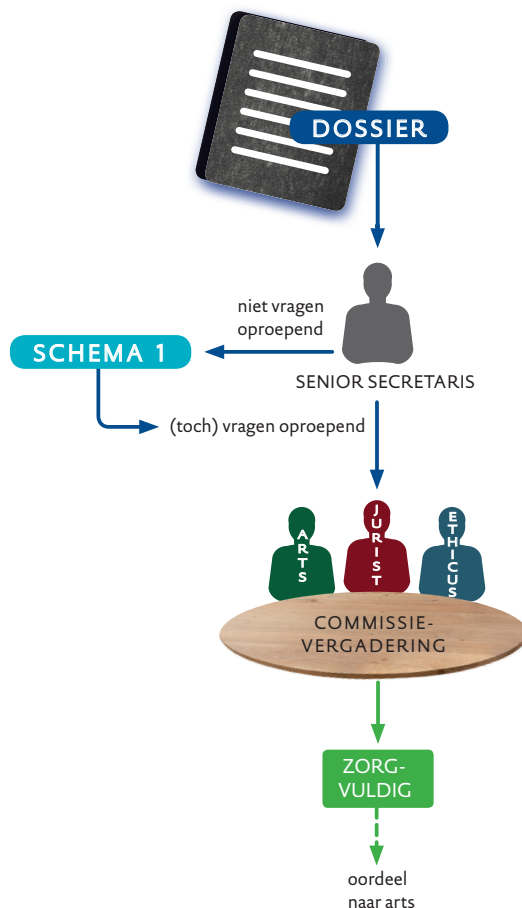 DOSSIER
niet vragen
oproepend
SCHEMA 1
SENIOR SECRETARIS
(toch) vragen oproepend
ARTS
JURIST
ETHICUS
COMMISSIE-
VERGADERING
ZORG-
VULDIG
oordeel
naar arts